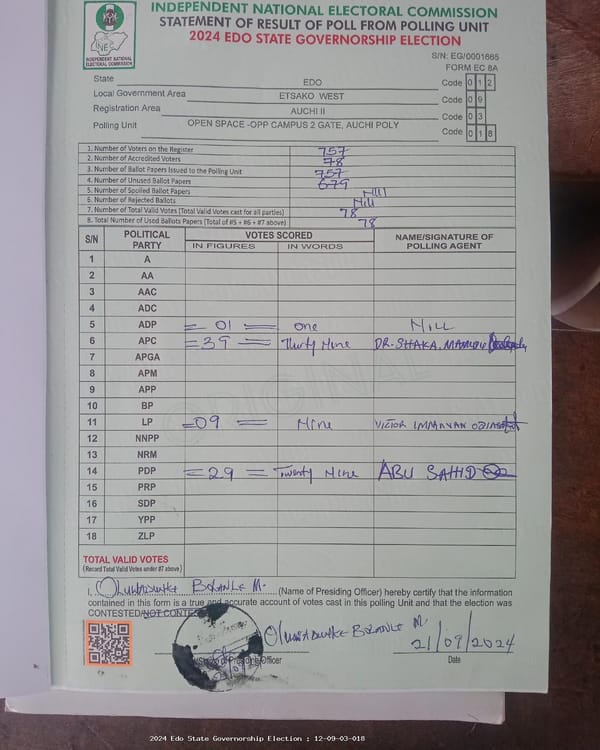 INDEPENDENT NATIONAL ELECTORAL COMMISSION
STATEMENT OF RESULT OF POLL FROM POLLING UNIT
2024 EDO STATE GOVERNORSHIP ELECTION
INEC
INDEPENDENT NATIONAL
ELECTORAL COMMISSION
S/N: EG/0001665
FORM EC 8A
State EDO Code 0 1 2
Local Government Area ETSAKO WEST Code 0 9
Registration Area AUCHI II Code 0 3
Polling Unit OPEN SPACE -OPP CAMPUS 2 GATE, AUCHI POLY Code 0 1 8
1. Number of Voters on the Register 757
2. Number of Accredited Voters 78
3. Number of Ballot Papers Issued to the Polling Unit 757
4. Number of Unused Ballot Papers 679
5. Number of Spoiled Ballot Papers Nill
6. Number of Rejected Ballots Nill
7. Number of Total Valid Votes (Total Valid Votes cast for all parties) 78
8. Total Number of Used Ballots Papers (Total of #5 + #6 + #7 above) 78
S/N POLITICAL PARTY VOTES SCORED NAME/SIGNATURE OF POLLING AGENT
IN FIGURES IN WORDS
1 A
2 AA
3 AAC
4 ADC
5 ADP = 01 = one NILL
6 APC = 39 = Thirty Nine DR. SHAKA.
7 APGA
8 APM
9 APP
10 BP
11 LP = 09 = Nine VICTOR
12 NNPP
13 NRM
14 PDP = 29 = Twenty Nine ABU SAHID
15 PRP
16 SDP
17 YPP
18 ZLP
TOTAL VALID VOTES
(Record Total Valid Votes under #7 above)
I, OLUWADUNKE BOLANLE M. (Name of Presiding Officer) hereby certify that the information
contained in this form is a true and accurate account of votes cast in this polling Unit and that the election was
CONTESTED/NOT CONTESTED
OLUWADUNKE BOLANLE M. 21/09/2024
Presiding Officer Date
ORIGINAL
2024 Edo State Governorship Election : 12-09-03-018